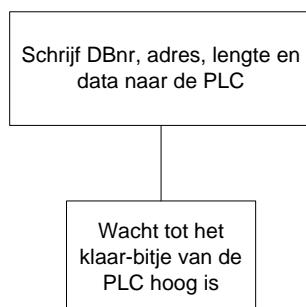 Schrijf DBnr, adres, lengte en
data naar de PLC
Wacht tot het
klaar-bitje van de
PLC hoog is